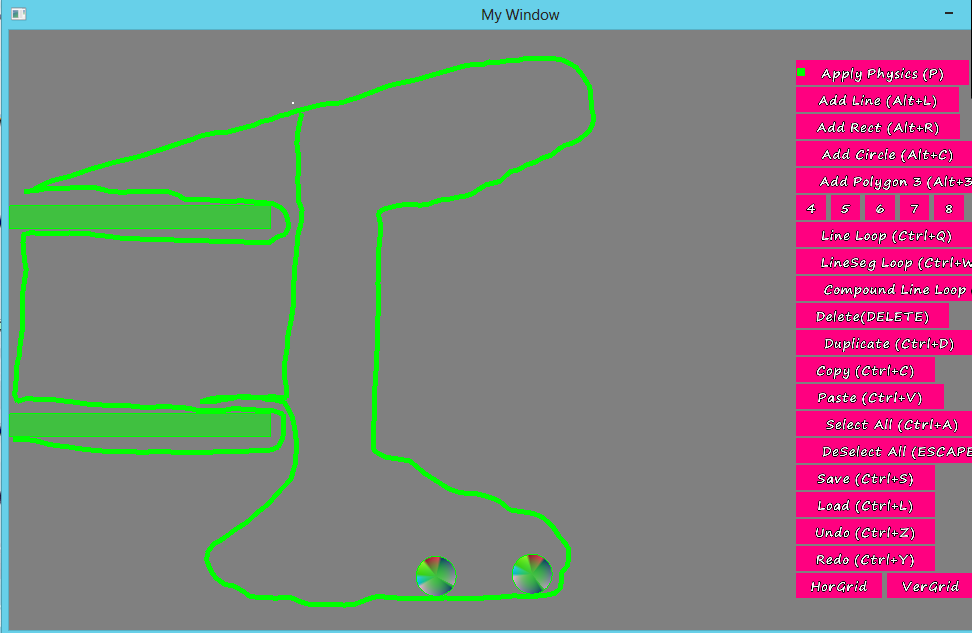 My Window
Apply Physics (P)
Add Line (Alt+L)
Add Rect (Alt+R)
Add Circle (Alt+C)
Add Polygon 3 (Alt+3
4 5 6 7 8
Line Loop (Ctrl+Q)
LineSeg Loop (Ctrl+W
Compound Line Loop
Delete(DELETE)
Duplicate (Ctrl+D)
Copy (Ctrl+C)
Paste (Ctrl+V)
Select All (Ctrl+A)
DeSelect All (ESCAPE
Save (Ctrl+S)
Load (Ctrl+L)
Undo (Ctrl+Z)
Redo (Ctrl+Y)
HorGrid VerGrid